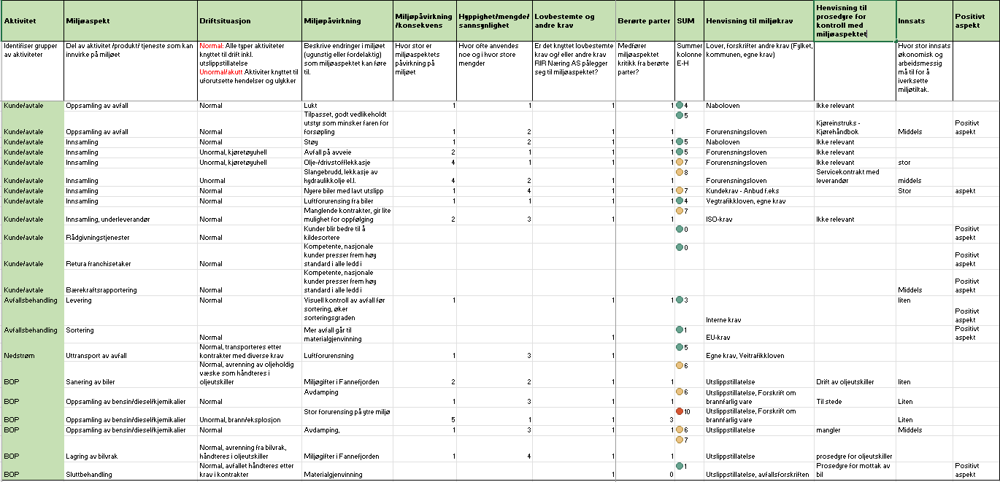 Aktivitet Miljøaspekt Driftsituasjon Miljøpåvirkning Miljøpåvirkning /konsekvens Hyppighet/mengde/ sannsynlighet Lovbestemte og andre krav Berørte parter SUM Henvisning til miljøkrav Henvisning til prosedyre for kontroll med miljøaspektet Innsats Positivt aspekt
Identifiser grupper av aktiviteter
Del av aktivitet /produkt/ tjeneste som kan innvirke på miljøet
Normal: Alle typer aktiviteter knyttet til drift inkl. utslippstillatelse
Unormal/akutt Aktiviter knyttet til uforutsette hendelser og ulykker
Beskrive endringer i miljøet (ugunstig eller fordelaktig) som miljøaspektet kan føre til.
Hvor stor er miljøaspektets påvirkning på miljøet
Hvor ofte anvendes noe og i hvor store mengder
Er det knyttet lovbestemte krav og/ eller andre krav RIR Næring AS pålegger seg til miljøaspektet?
Medfører miljøaspektet kritikk fra berørte parter?
Summer kolonne E-H
Lover, forskrifter andre krav (Fylket, kommunen, egne krav)
Hvor stor innsats økonomisk og arbeidsmessig må til for å iverksette miljøtiltak.
Kunde/avtale Oppsamling av avfall Normal Lukt 1 1 1 1 4 Naboloven Ikke relevant
Kunde/avtale Oppsamling av avfall Normal Tilpasset, godt vedlikeholdt utstyr som minsker faren for forsøpling 1 2 1 1 5 Forurensningsloven Kjøreinstruks - Kjørehåndbok Middels Positivt aspekt
Kunde/avtale Innsamling Normal Støy 1 2 1 1 5 Naboloven Ikke relevant
Kunde/avtale Innsamling Unormal, kjøretøyuhell Avfall på avveie 2 1 1 1 5 Forurensningsloven Ikke relevant
Kunde/avtale Innsamling Unormal, kjøretøyuhell Olje-/drivstofflekkasje 4 1 1 1 7 Forurensningsloven Ikke relevant stor
Kunde/avtale Innsamling Unormal Slangebrudd, lekkasje av hydraulikkolje el.l. 4 2 1 1 8 Forurensningsloven Servicekontrakt med leverandør middels
Kunde/avtale Innsamling Normal Nyere biler med lavt utslipp 1 4 1 1 7 Kundekrav - Anbud f.eks Stor aspekt
Kunde/avtale Innsamling Normal Luftforurensing fra biler 1 1 1 1 4 Vegtrafikkloven, egne krav
Kunde/avtale Innsamling, underleverandør Normal Manglende kontrakter, gir lite mulighet for oppfølging 2 3 1 1 7 ISO-krav Ikke relevant
Kunde/avtale Rådgivningstjenester Normal Kunder blir bedre til å kildesortere 0 Positivt aspekt
Kunde/avtale Retura franchisetaker Normal Kompetente, nasjonale kunder presser frem høy standard i alle ledd i 0 Positivt aspekt
Kunde/avtale Bærekraftsrapportering Normal Kompetente, nasjonale kunder presser frem høy standard i alle ledd i Middels Positivt aspekt
Avfallsbehandling Levering Normal Visuell kontroll av avfall før sortering, øker sorteringsgraden 1 1 1 3 Interne krav liten Positivt aspekt
Avfallsbehandling Sortering Normal Mer avfall går til materialgjenvinning 1 1 EU-krav Positivt aspekt
Nedstrøm Uttransport av avfall Normal, transporteres etter kontrakter med diverse krav Luftforurensning 1 3 1 5 Egne krav, Veitrafikkloven
BOP Sanering av biler Normal, avrenning av oljeholdig væske som håndteres i oljeutskiller Miljøgifter i Fannefjorden 2 2 1 1 6 Utslippstillatelse Drift av oljeutskiller liten
BOP Oppsamling av bensin/diesel/kjemikalier Normal Avdamping 1 3 1 1 6 Utslippstillatelse, Forskrift om brannfarlig vare Til stede Liten
BOP Oppsamling av bensin/diesel/kjemikalier Unormal, brann/eksplosjon Stor forurensing på ytre miljø 5 1 1 3 10 Utslippstillatelse, Forskrift om brannfarlig vare Liten
BOP Oppsamling av bensin/diesel/kjemikalier Normal Avdamping, 1 3 1 1 6 Utslippstillatelse mangler Middels
BOP Lagring av bilvrak Normal, avrenning fra bilvrak, håndteres i oljeutskiller Miljøgifter i Fannefjorden 1 4 1 1 7 Utslippstillatelse prosedyre for oljeutskiller
BOP Sluttbehandling Normal, avfallet håndteres etter krav i kontrakter Materialgjenvinning 1 0 1 Utslippstillatelse, avfallsforskriften Prosedyre for mottak av bil Positivt aspekt